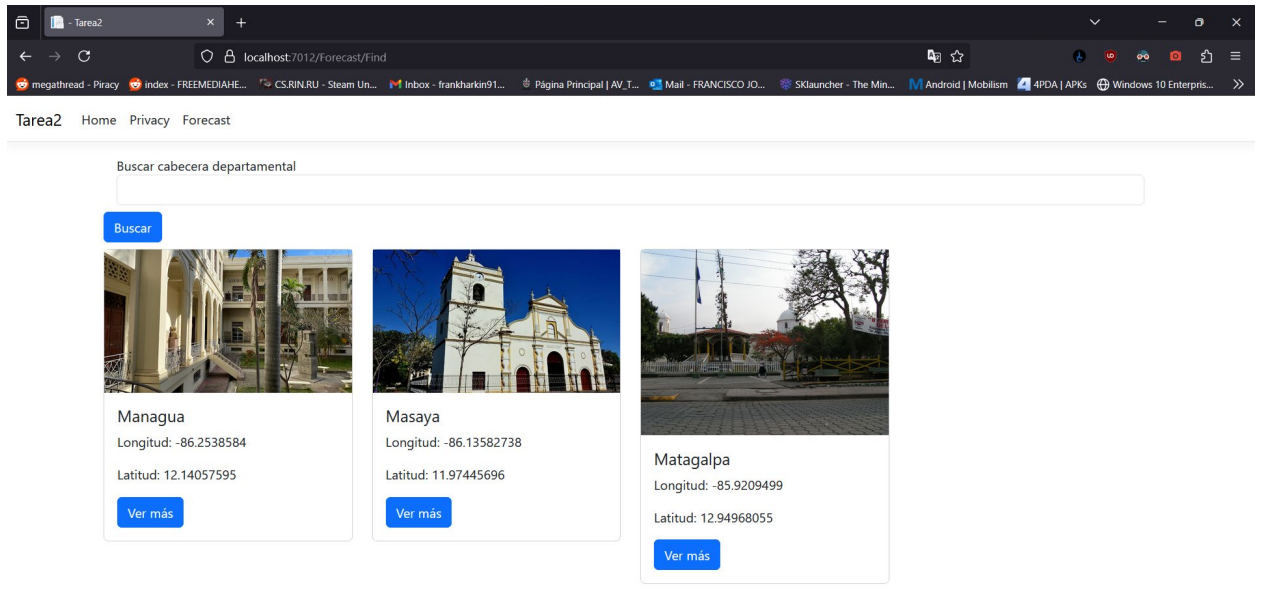 - Tarea2
localhost:7012/Forecast/Find
megathread - Piracy index - FREEMEDIAHE... CS.RIN.RU - Steam Un... Inbox - frankharkin91... Página Principal | AV_T... Mail - FRANCISCO JO... SKlauncher - The Min... Android | Mobilism 4PDA | APKs Windows 10 Enterpris...
Tarea2 Home Privacy Forecast
Buscar cabecera departamental
Buscar
Managua
Longitud: -86.2538584
Latitud: 12.14057595
Ver más
Masaya
Longitud: -86.13582738
Latitud: 11.97445696
Ver más
Matagalpa
Longitud: -85.9209499
Latitud: 12.94968055
Ver más